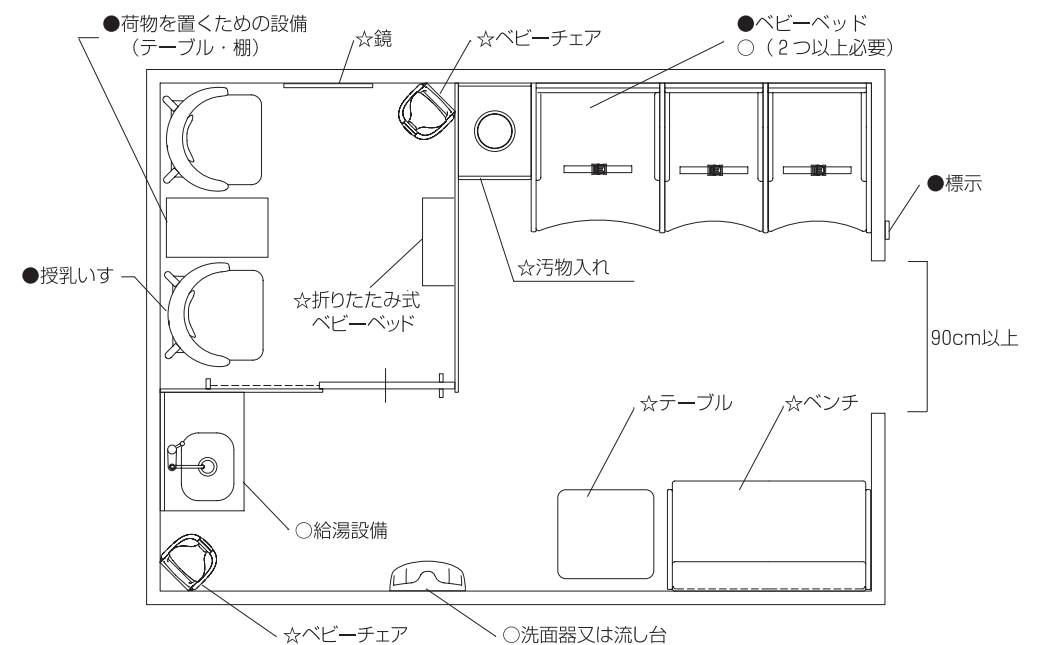 ●荷物を置くための設備
（テーブル・棚）
☆鏡
☆ベビーチェア
●ベビーベッド
○（２つ以上必要）
●標示
●授乳いす
☆汚物入れ
☆折りたたみ式
ベビーベッド
90cm以上
☆テーブル
☆ベンチ
○給湯設備
☆ベビーチェア
○洗面器又は流し台